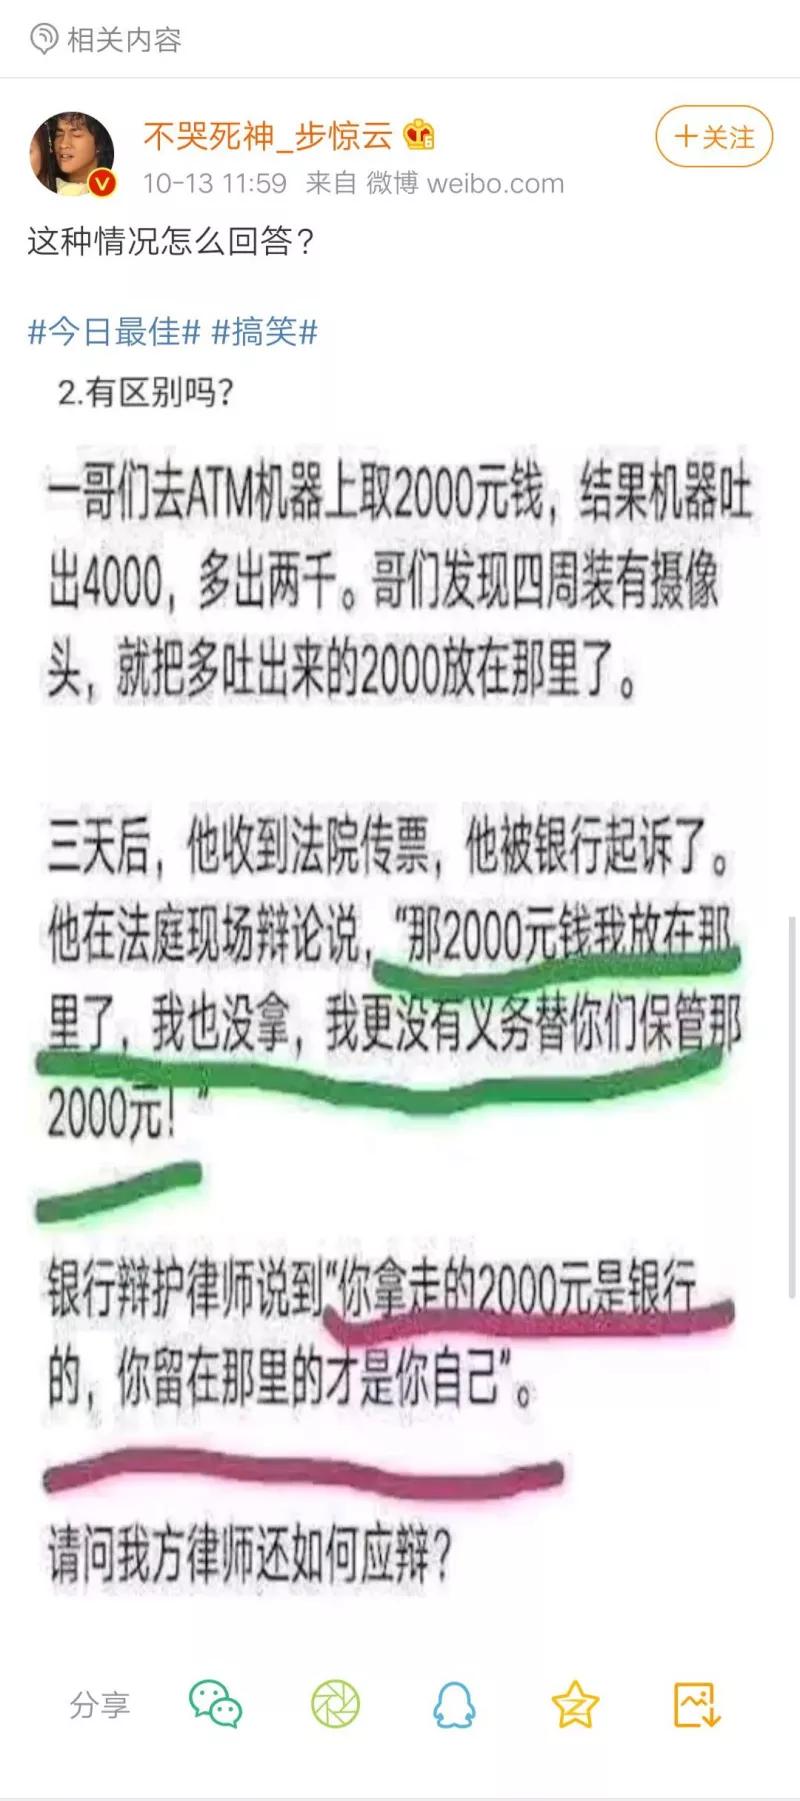 相关内容
不哭死神_步惊云
+关注
10-13 11:59 来自 微博 weibo.com
这种情况怎么回答？
#今日最佳# #搞笑#
2.有区别吗？
一哥们去ATM机器上取2000元钱，结果机器吐
出4000，多出两千。哥们发现四周装有摄像
头，就把多吐出来的2000放在那里了。
三天后，他收到法院传票，他被银行起诉了。
他在法庭现场辩论说，“那2000元钱我放在那
里了，我也没拿，我更没有义务替你们保管那
2000元！”
银行辩护律师说到“你拿走的2000元是银行
的，你留在那里的才是你自己”。
请问我方律师还如何应辩？
分享